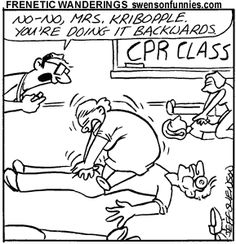 FRENETIC WANDERINGS swensonfunnies.com
NO-NO, MRS. KRIBOPPLE.
YOU'RE DOING IT BACKWARDS.
CPR CLASS